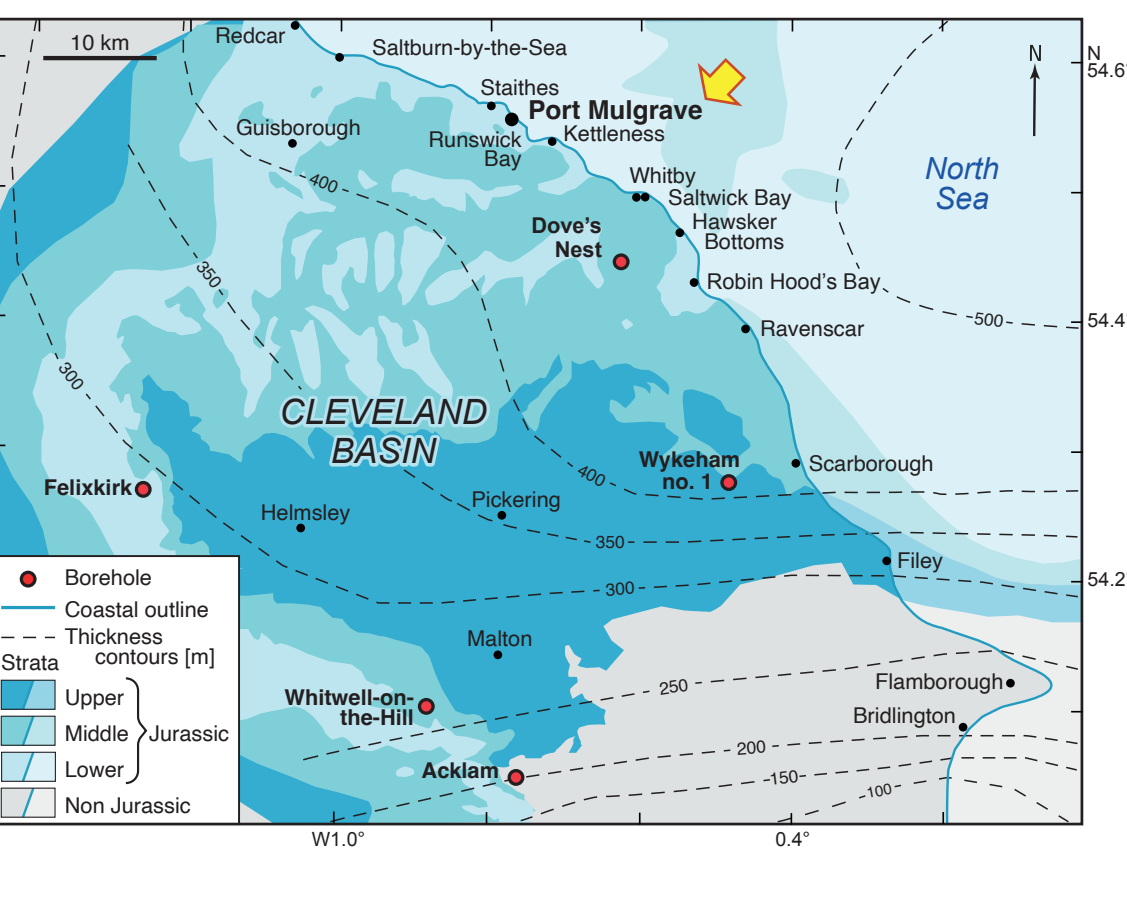 10 km
Redcar
Saltburn-by-the-Sea
N
N
54.6°
Staithes
Port Mulgrave
Guisborough
Runswick
Bay
Kettleness
400
Whitby
Saltwick Bay
North
Sea
Dove's
Nest
Hawsker
Bottoms
350
Robin Hood's Bay
500
54.4°
Ravenscar
300
CLEVELAND
BASIN
Wykeham
no. 1
Scarborough
400
Felixkirk
Pickering
Helmsley
350
Filey
300
54.2°
Borehole
Coastal outline
Thickness
contours [m]
Strata
Upper
Middle
Jurassic
Lower
Non Jurassic
Malton
250
Flamborough
Whitwell-on-
the-Hill
Bridlington
200
Acklam
150
100
W1.0°
0.4°